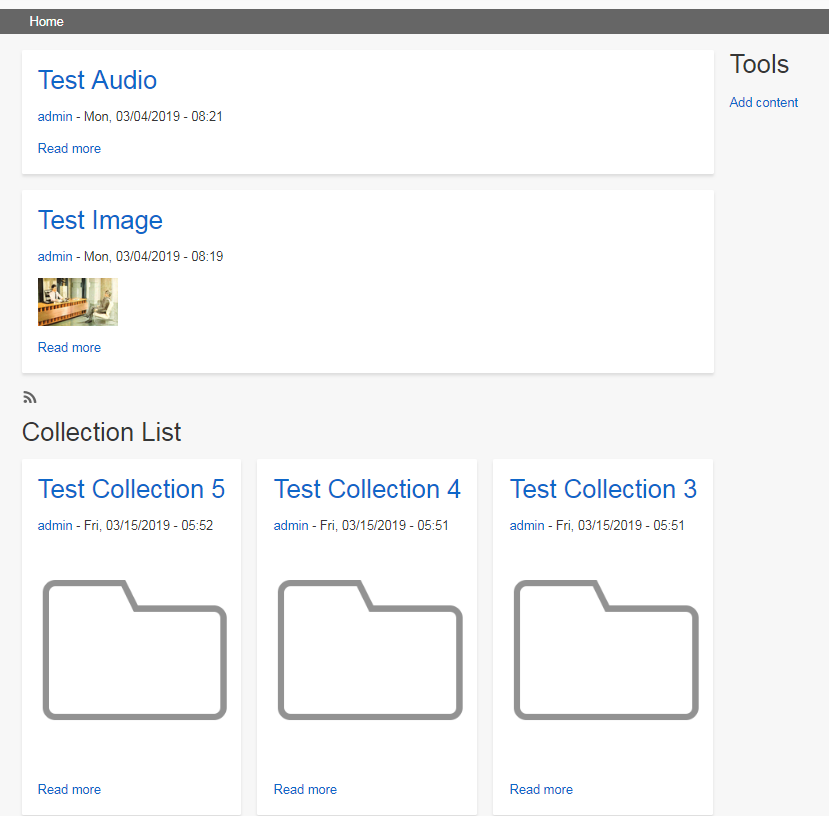 Home
Test Audio
admin - Mon, 03/04/2019 - 08:21
Read more
Test Image
admin - Mon, 03/04/2019 - 08:19
Read more
Tools
Add content
Collection List
Test Collection 5
admin - Fri, 03/15/2019 - 05:52
Read more
Test Collection 4
admin - Fri, 03/15/2019 - 05:51
Read more
Test Collection 3
admin - Fri, 03/15/2019 - 05:51
Read more